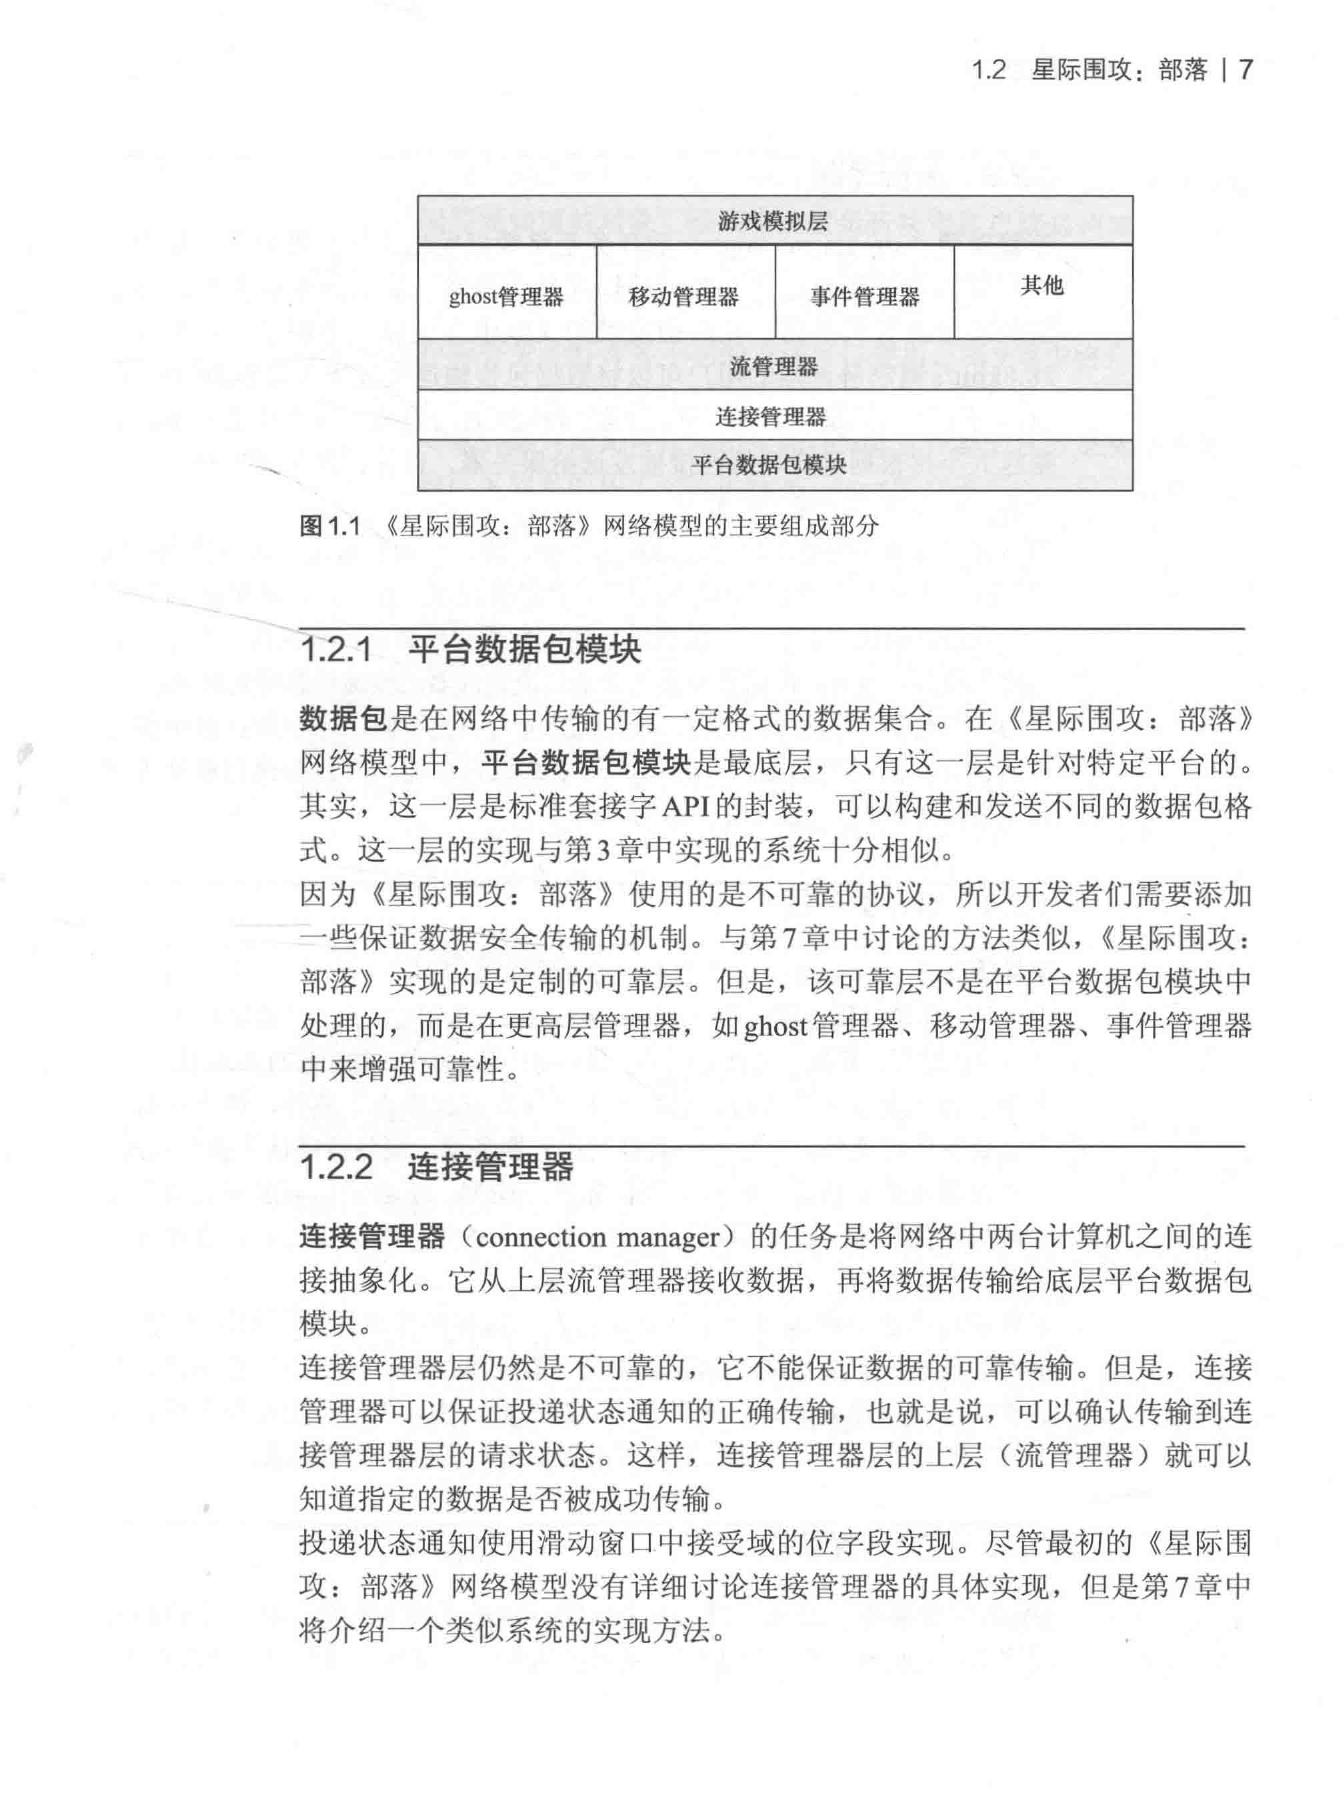 1.2 星际围攻：部落 | 7
游戏模拟层
ghost管理器
移动管理器
事件管理器
其他
流管理器
连接管理器
平台数据包模块
图1.1 《星际围攻：部落》网络模型的主要组成部分
1.2.1 平台数据包模块
数据包是在网络中传输的有一定格式的数据集合。在《星际围攻：部落》
网络模型中，平台数据包模块是最底层，只有这一层是针对特定平台的。
其实，这一层是标准套接字API的封装，可以构建和发送不同的数据包格
式。这一层的实现与第3章中实现的系统十分相似。
因为《星际围攻：部落》使用的是不可靠的协议，所以开发者们需要添加
一些保证数据安全传输的机制。与第7章中讨论的方法类似，《星际围攻：
部落》实现的是定制的可靠层。但是，该可靠层不是在平台数据包模块中
处理的，而是在更高层管理器，如ghost管理器、移动管理器、事件管理器
中来增强可靠性。
1.2.2 连接管理器
连接管理器（connection manager）的任务是将网络中两台计算机之间的连
接抽象化。它从上层流管理器接收数据，再将数据传输给底层平台数据包
模块。
连接管理器层仍然是不可靠的，它不能保证数据的可靠传输。但是，连接
管理器可以保证投递状态通知的正确传输，也就是说，可以确认传输到连
接管理器层的请求状态。这样，连接管理器层的上层（流管理器）就可以
知道指定的数据是否被成功传输。
投递状态通知使用滑动窗口中接受域的位字段实现。尽管最初的《星际围
攻：部落》网络模型没有详细讨论连接管理器的具体实现，但是第7章中
将介绍一个类似系统的实现方法。